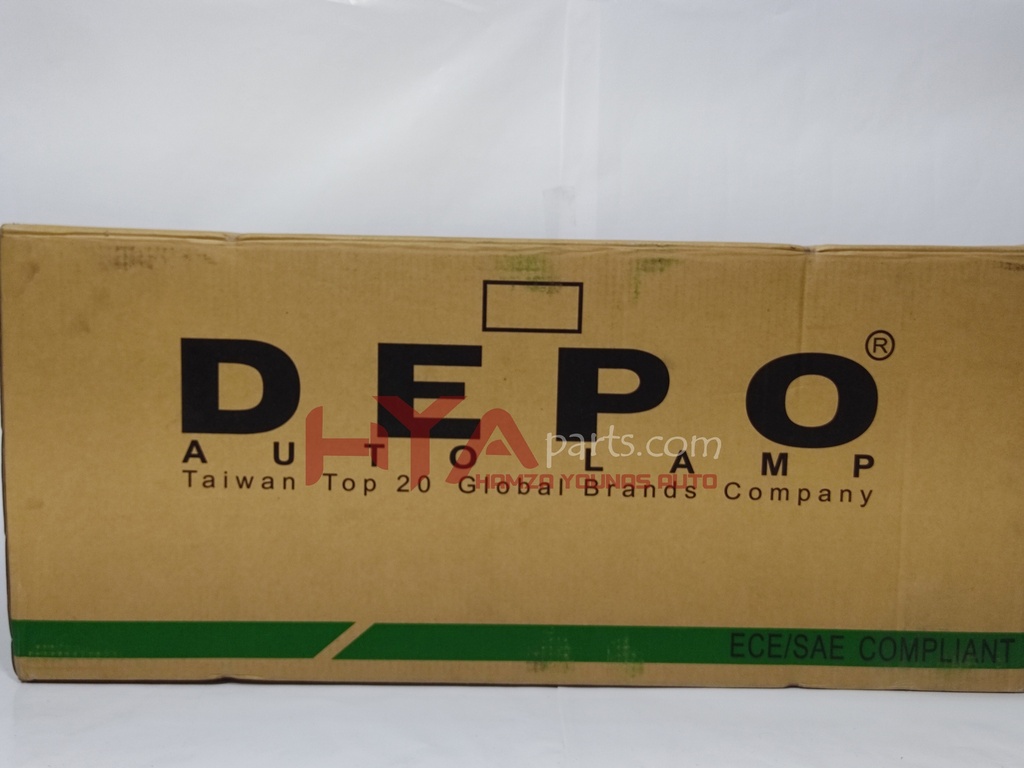 DEPO®
AUTO LAMP
Taiwan Top 20 Global Brands Company
HYAparts.com
HAMZA YOUNAS AUTO
ECE/SAE COMPLIANT